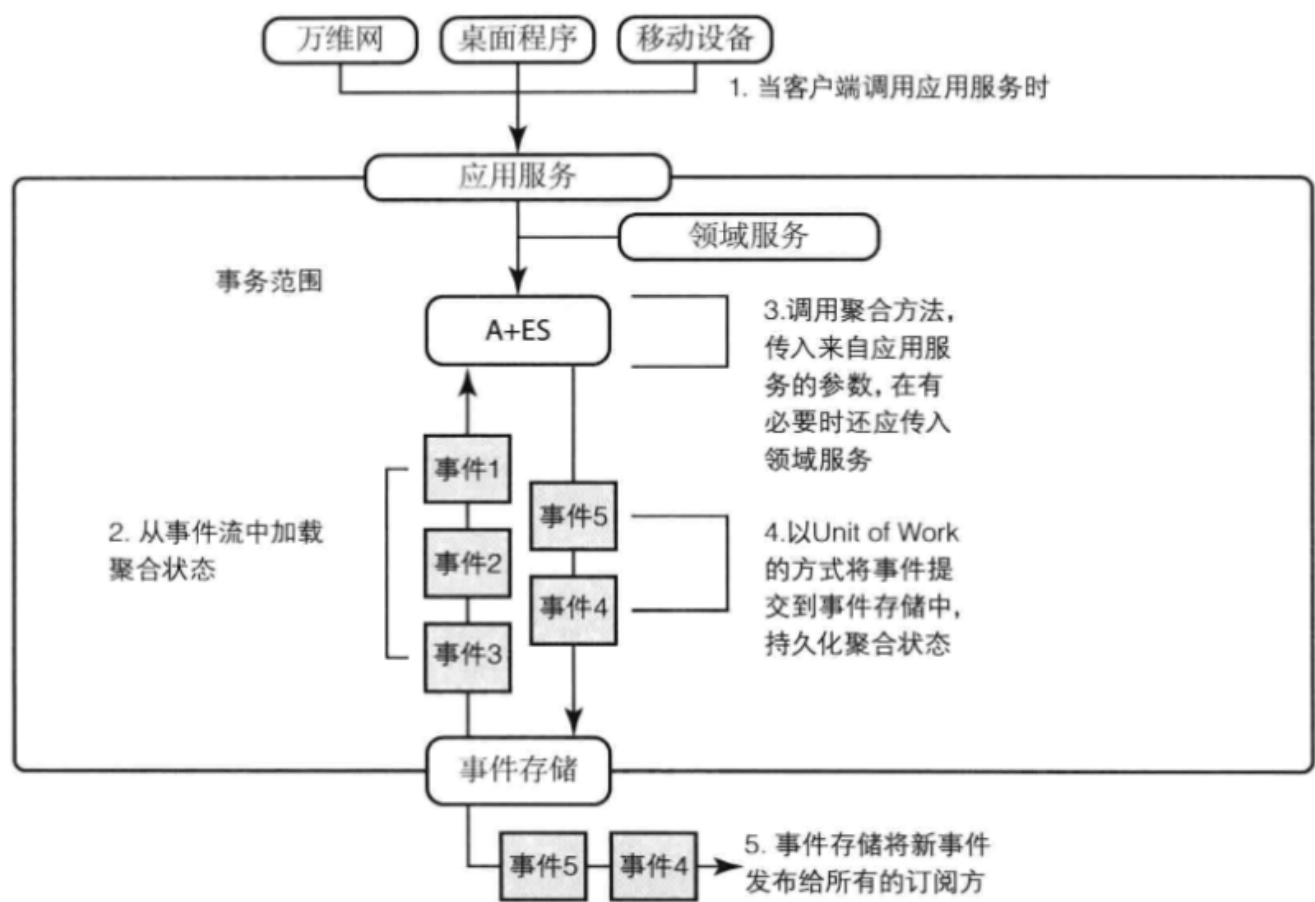 万维网
桌面程序
移动设备
1. 当客户端调用应用服务时
应用服务
领域服务
事务范围
A+ES
3.调用聚合方法，
传入来自应用服
务的参数，在有
必要时还应传入
领域服务
事件1
事件2
事件3
2. 从事件流中加载
聚合状态
事件5
事件4
4.以Unit of Work
的方式将事件提
交到事件存储中，
持久化聚合状态
事件存储
事件5
事件4
5. 事件存储将新事件
发布给所有的订阅方